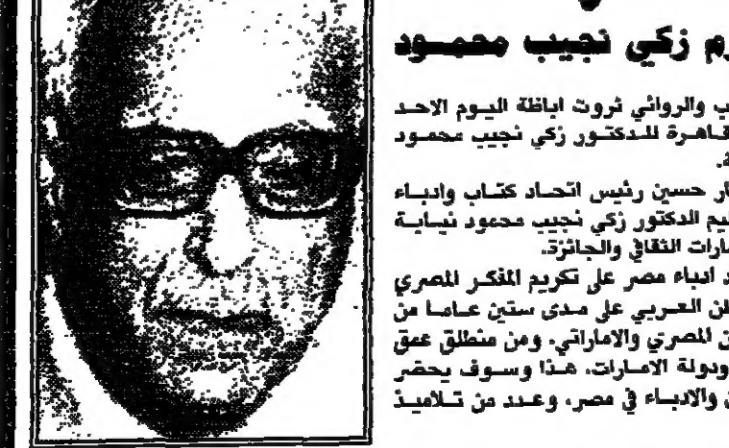 رم زكي نجيب محمود
ب والروائي ثروت اباظة اليوم الاحد
قاهرة للدكتور زكي نجيب محمود
ة.
ار حسين رئيس اتحاد كتاب وادباء
ليم الدكتور زكي نجيب محمود نيابة
مارات الثقافي والجائزة.
د ادباء مصر على تكريم المفكر المصري
لن العربي على مدى ستين عاما من
ن المصري والاماراتي. ومن منطلق عمق
ودولة الامارات، هذا وسوف يحضر
ن والادباء في مصر، وعدد من تلاميذ